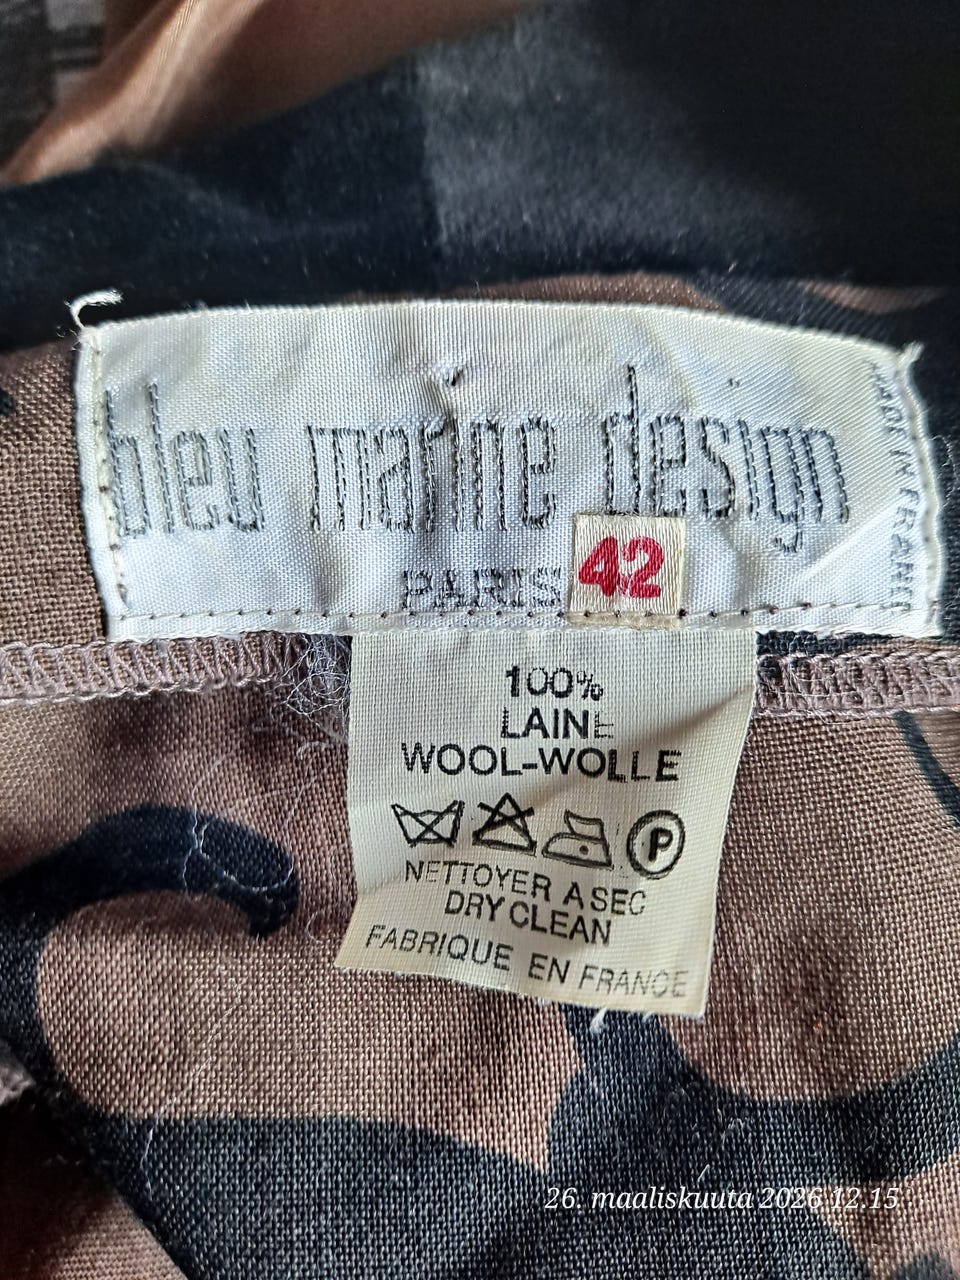 bleu marine design
MADE IN FRANCE
PARIS
42
100%
LAINE
WOOL-WOLLE
P
NETTOYER A SEC
DRY CLEAN
FABRIQUE EN FRANCE
26. maaliskuuta 2026 12.15